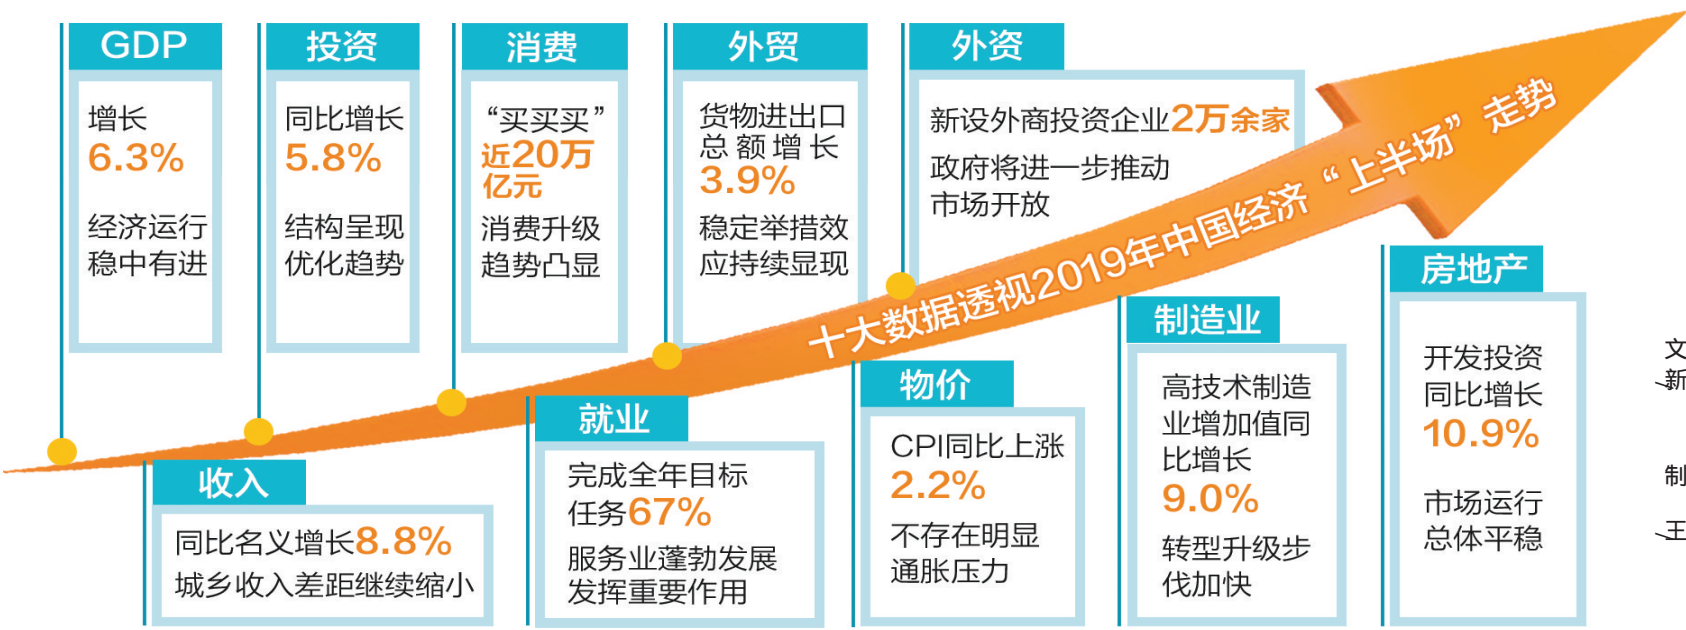 GDP
增长
6.3%
经济运行
稳中有进
投资
同比增长
5.8%
结构呈现
优化趋势
消费
“买买买”
近20万
亿元
消费升级
趋势凸显
外贸
货物进出口
总额增长
3.9%
稳定举措效
应持续显现
外资
新设外商投资企业2万余家
政府将进一步推动
市场开放
十大数据透视2019年中国经济“上半场”走势
收入
同比名义增长8.8%
城乡收入差距继续缩小
就业
完成全年目标
任务67%
服务业蓬勃发展
发挥重要作用
物价
CPI同比上涨
2.2%
不存在明显
通胀压力
制造业
高技术制造
业增加值同
比增长
9.0%
转型升级步
伐加快
房地产
开发投资
同比增长
10.9%
市场运行
总体平稳
文
新
制
王